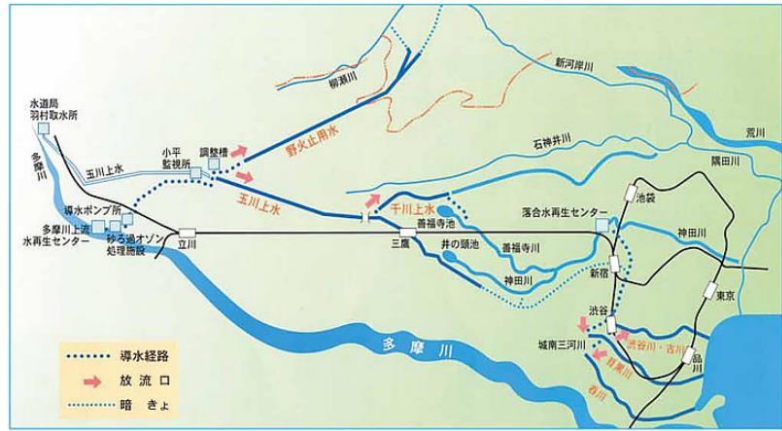 新河岸川
柳瀬川
荒川
水道局
羽村取水所
石神井川
隅田川
小平
監視所
調整槽
野火止用水
多摩川
玉川上水
玉川上水
千川上水
落合水再生センター
池袋
善福寺池
導水ポンプ所
多摩川上流
水再生センター
砂ろ過オゾン
処理施設
立川
三鷹
井の頭池
善福寺川
神田川
神田川
新宿
東京
渋谷
城南三河川
渋谷川・古川
目黒川
呑川
品川
多摩川
導水経路
放流口
暗きょ